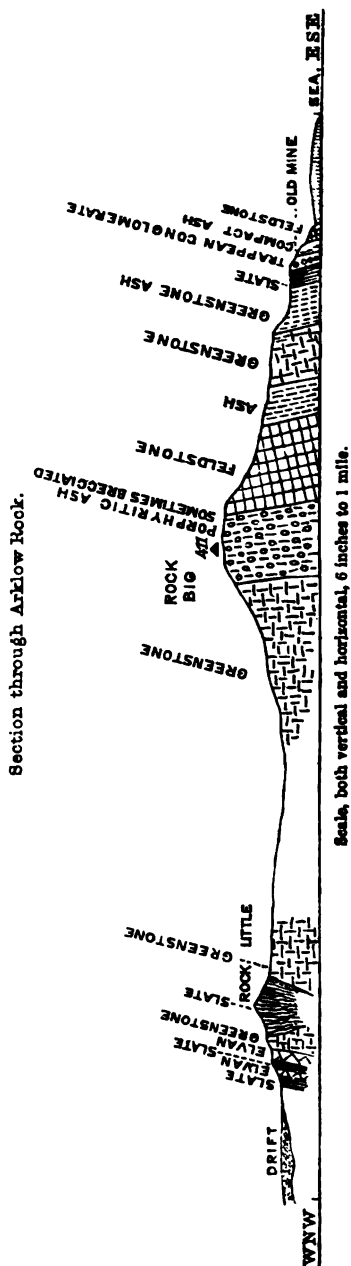 Section through Arklow Rock.
WNW
DRIFT
SLATE
ELVAN-SLATE
ELVAN
GREENSTONE
SLATE
ROCK
LITTLE
GREENSTONE
GREENSTONE
ROCK
BIG
411
PORPHYRITIC ASH
SOMETIMES BRECCIATED
FELDSTONE
ASH
GREENSTONE
GREENSTONE ASH
SLATE
TRAPPEAN CONGLOMERATE
COMPACT ASH
FELDSTONE
OLD MINE
SEA,
ESE
Scale, both vertical and horizontal, 6 inches to 1 mile.